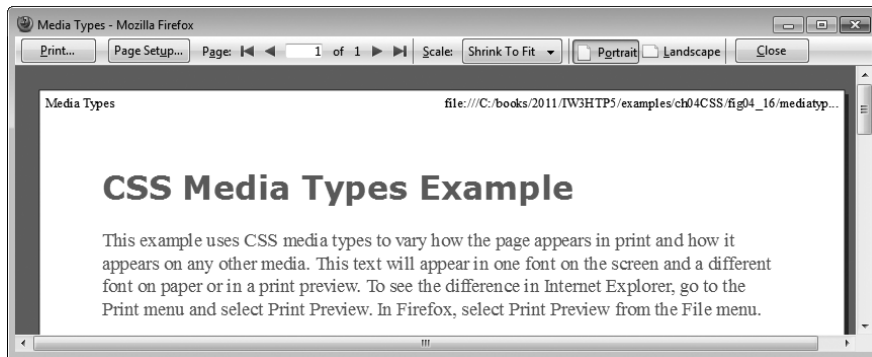 Media Types - Mozilla Firefox
Print... Page Setup... Page: 1 of 1 Scale: Shrink To Fit Portrait Landscape Close
Media Types file:///C:/books/2011/IW3HTP5/examples/ch04CSS/fig04_16/mediatyp...
CSS Media Types Example
This example uses CSS media types to vary how the page appears in print and how it
appears on any other media. This text will appear in one font on the screen and a different
font on paper or in a print preview. To see the difference in Internet Explorer, go to the
Print menu and select Print Preview. In Firefox, select Print Preview from the File menu.